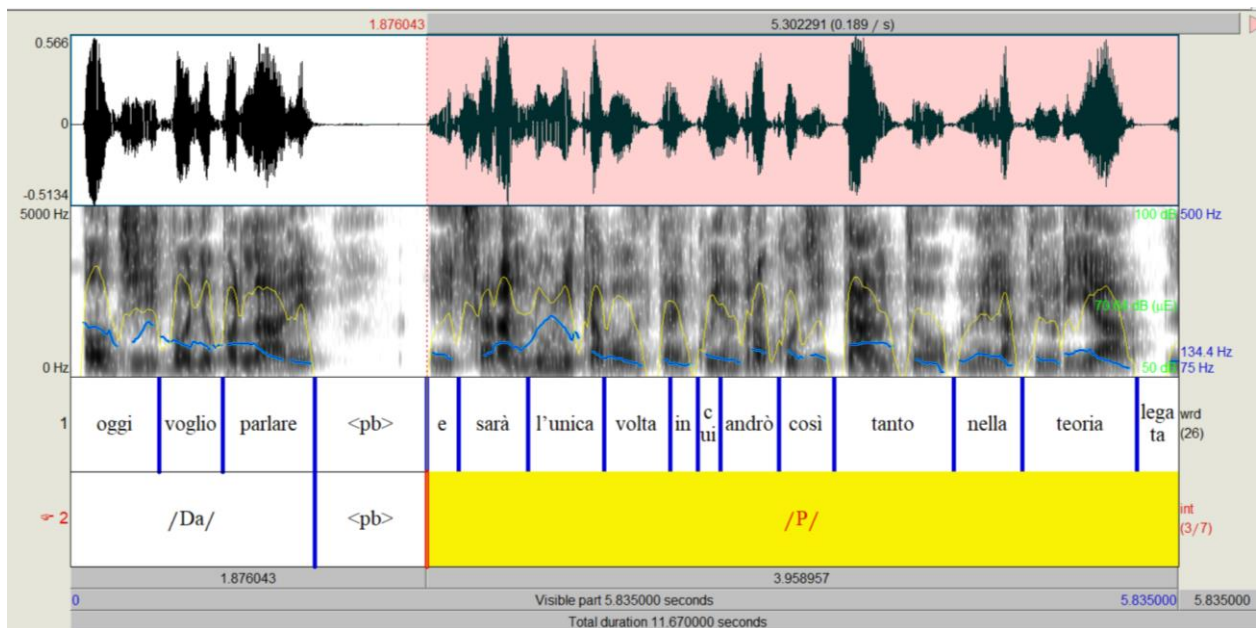 1.876043 5.302291 (0.189 / s)
0.566
0
-0.5134
5000 Hz 100 dB 500 Hz
70.68 dB (µE)
134.4 Hz
0 Hz 50 dB 75 Hz
1 oggi voglio parlare <pb> e sarà l'unica volta in cui andrò così tanto nella teoria legata wrd
(26)
2 /Da/ <pb> /P/ int
(3/7)
1.876043 3.958957
0 Visible part 5.835000 seconds 5.835000 5.835000
Total duration 11.670000 seconds